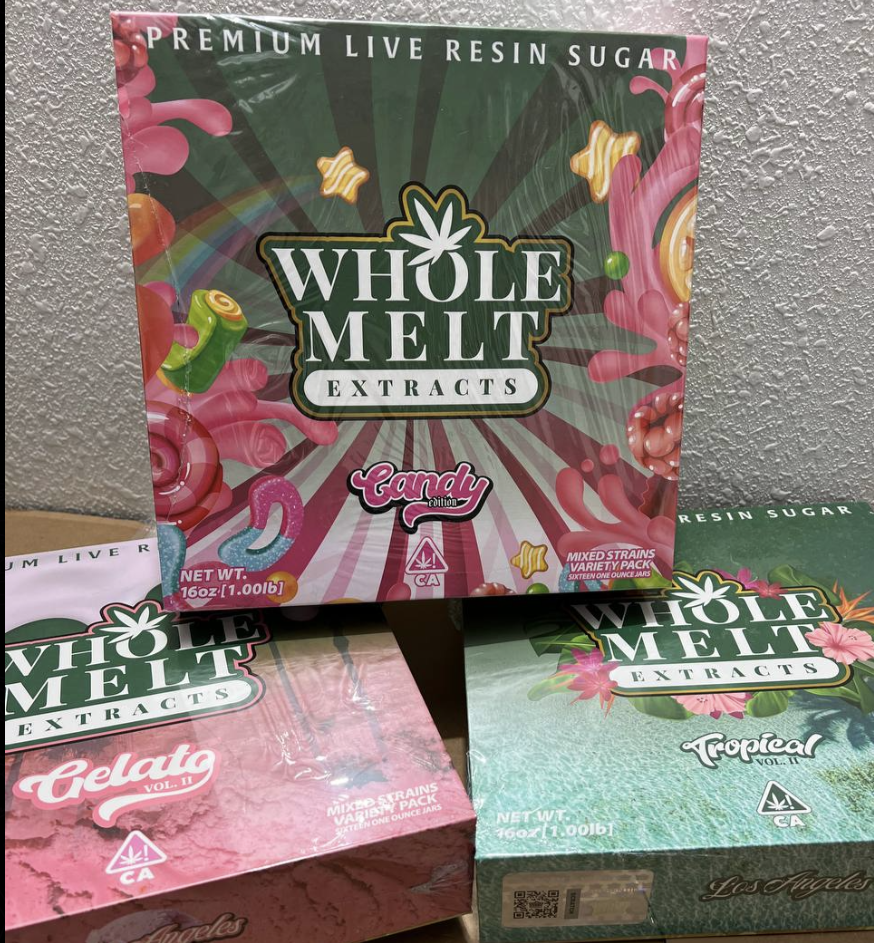 PREMIUM LIVE RESIN SUGAR
WHOLE
MELT
EXTRACTS
Candy
edition
NET WT.
16oz [1.00lb]
CA
MIXED STRAINS
VARIETY PACK
SIXTEEN ONE OUNCE JARS
UM LIVE R
WHOLE
MELT
EXTRACTS
Gelato
VOL. II
MIXED STRAINS
VARIETY PACK
SIXTEEN ONE OUNCE JARS
CA
Angeles
RESIN SUGAR
WHOLE
MELT
EXTRACTS
Tropical
VOL. II
NET WT.
16oz [1.00lb]
CA
Los Angeles